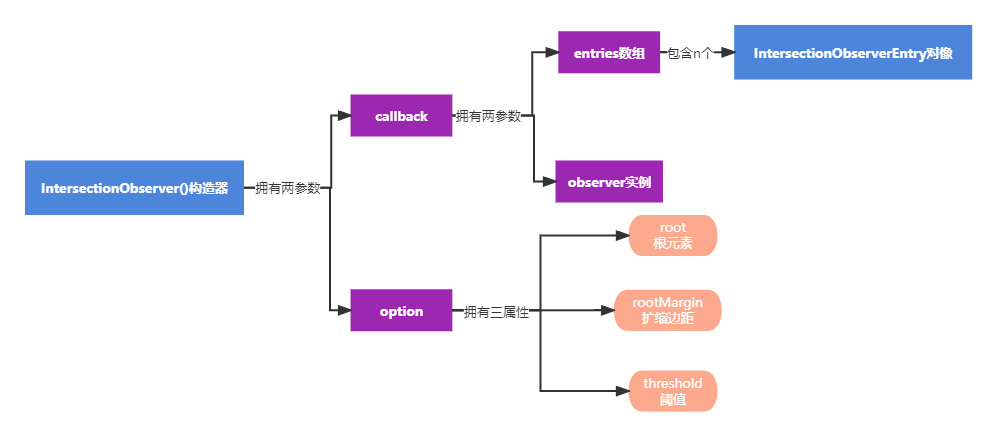 IntersectionObserver()构造器
拥有两参数
callback
拥有两参数
entries数组
包含n个
IntersectionObserverEntry对像
observer实例
option
拥有三属性
root
根元素
rootMargin
扩缩边距
threshold
阈值